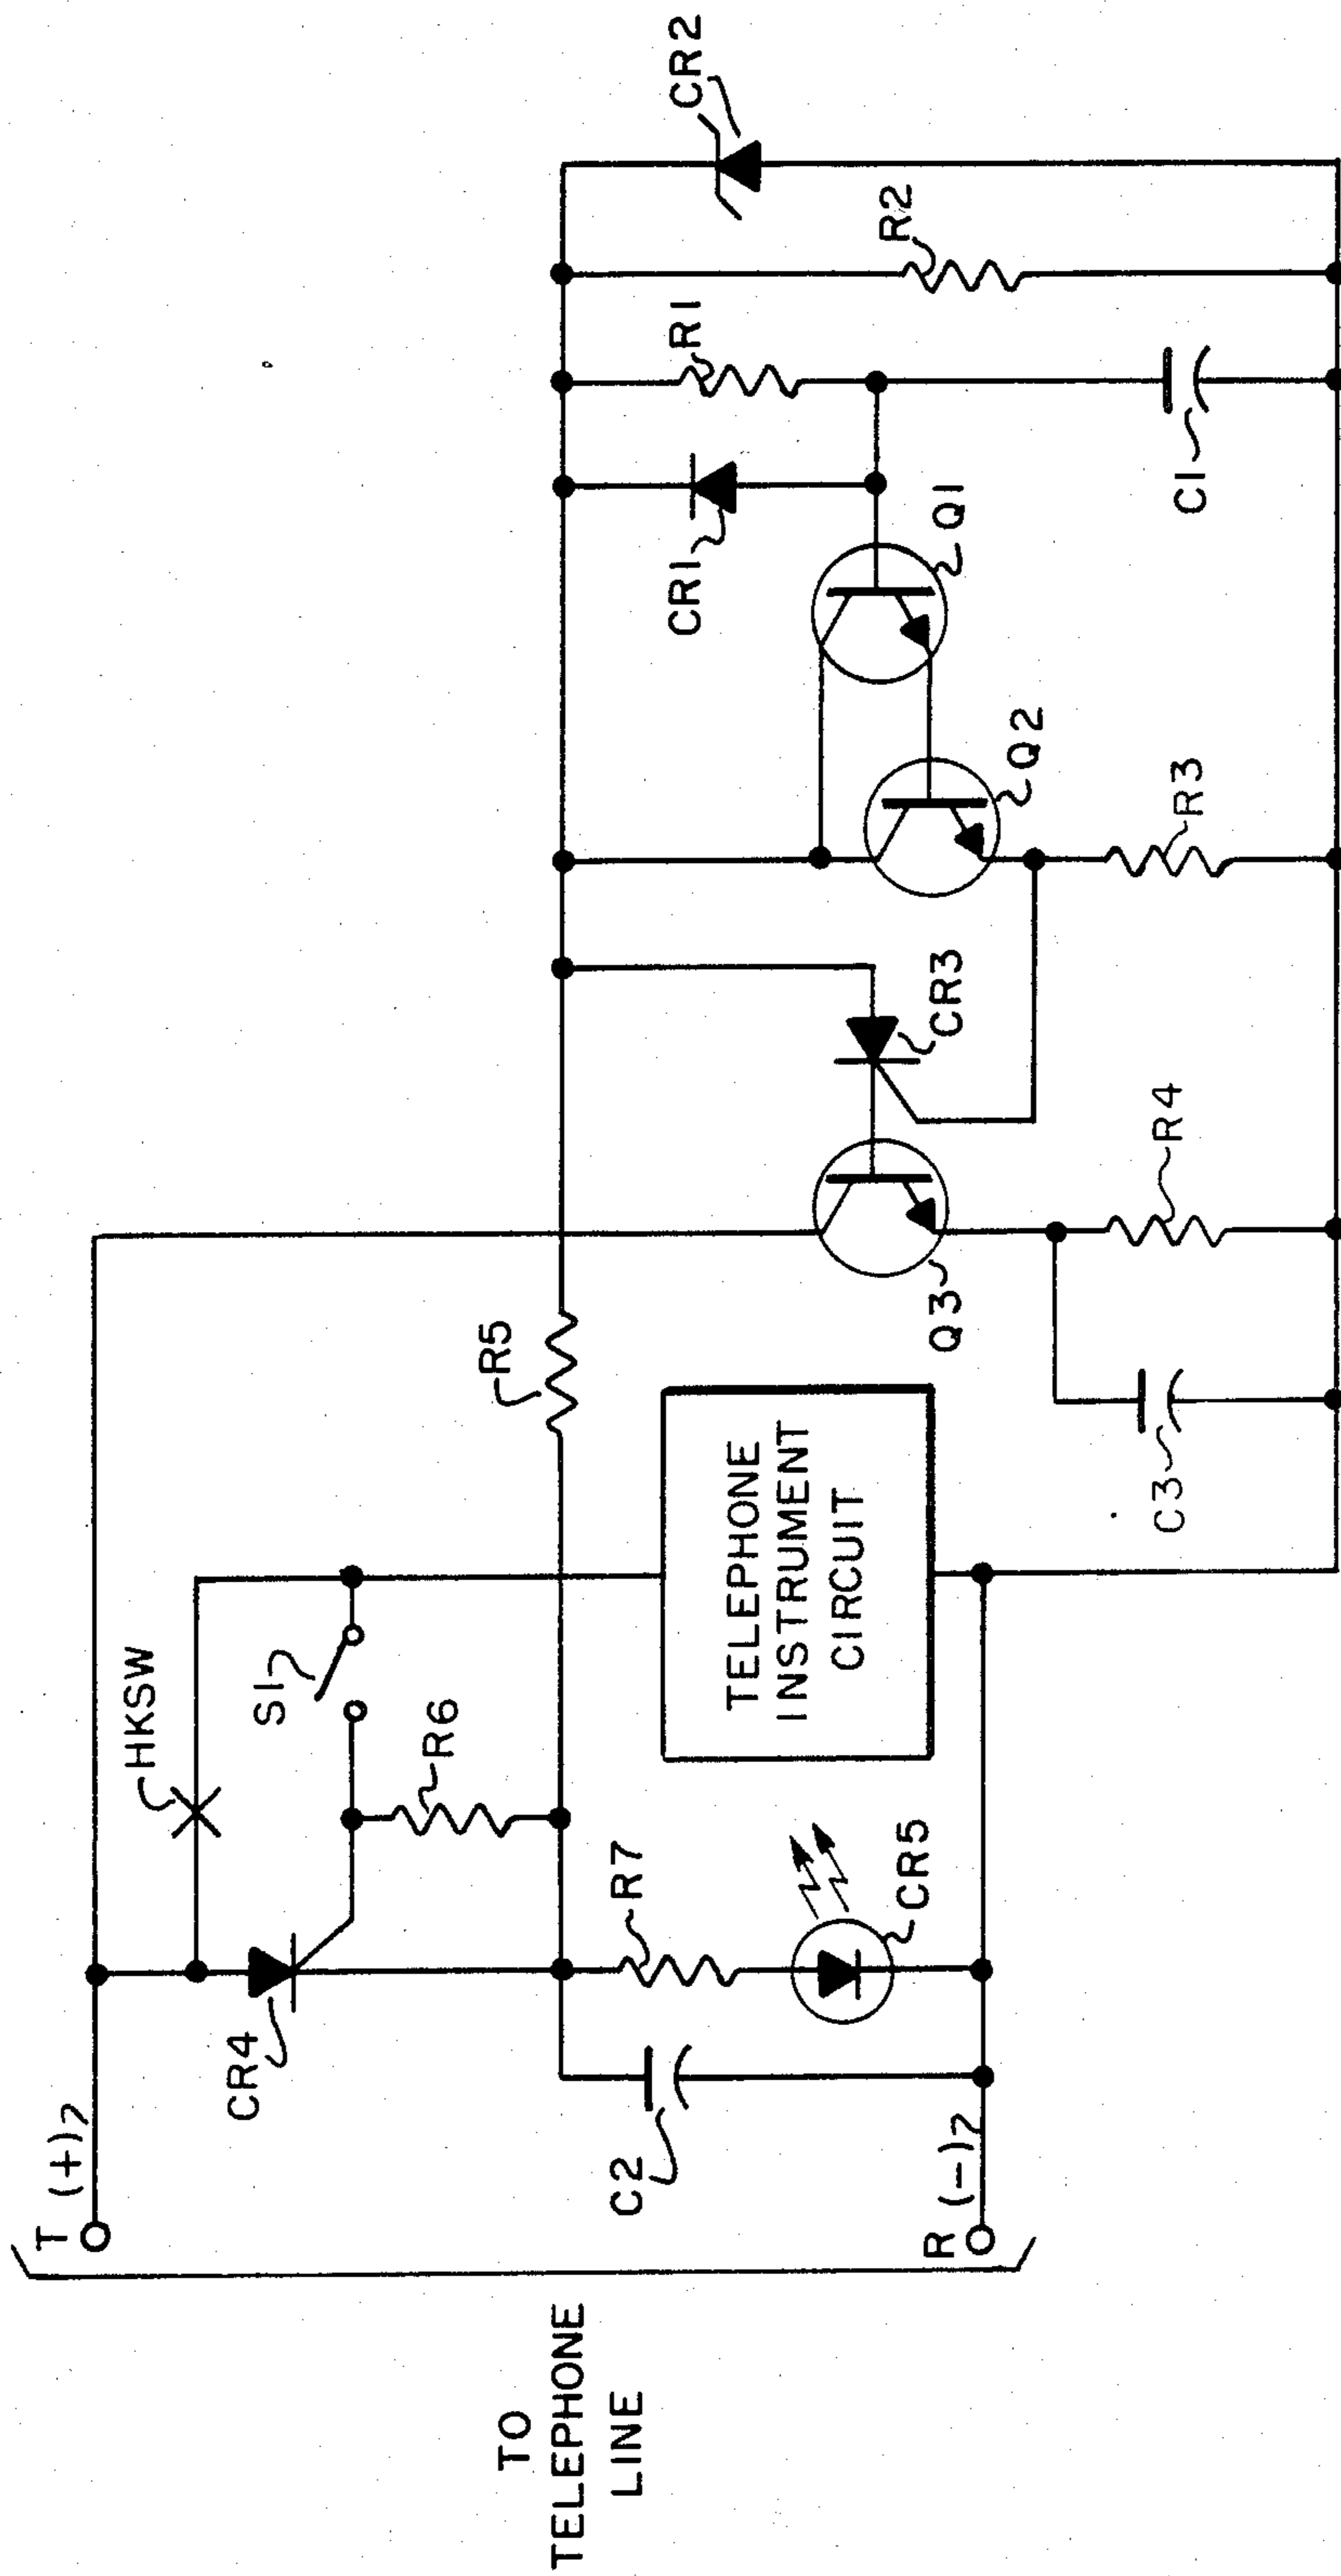 TO
TELEPHONE
LINE
T
(+)
R
(-)
CR4
HKSW
S1
R6
R7
CR5
C2
TELEPHONE
INSTRUMENT
CIRCUIT
R5
Q3
C3
R4
CR3
Q2
R3
Q1
CR1
R1
C1
R2
CR2